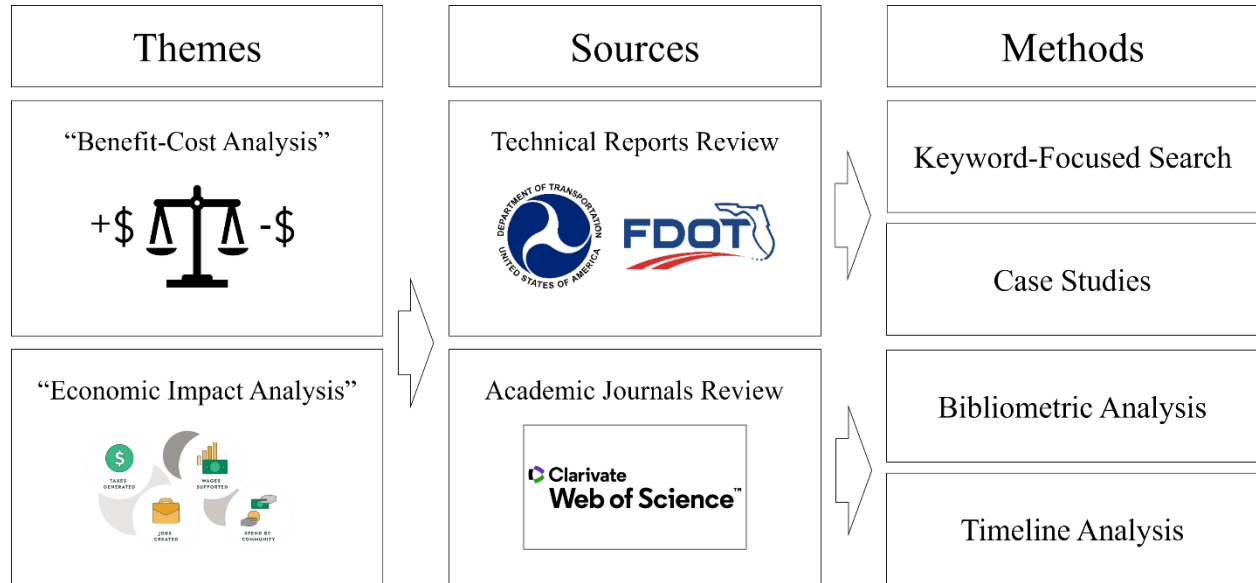 Themes
Sources
Methods
“Benefit-Cost Analysis”
+$
-$
“Economic Impact Analysis”
$
TAXES
GENERATED
WAGES
SUPPORTED
JOBS
CREATED
SPEND BY
COMMUNITY
Technical Reports Review
DEPARTMENT OF TRANSPORTATION
UNITED STATES OF AMERICA
FDOT
Academic Journals Review
Clarivate
Web of Science™
Keyword-Focused Search
Case Studies
Bibliometric Analysis
Timeline Analysis